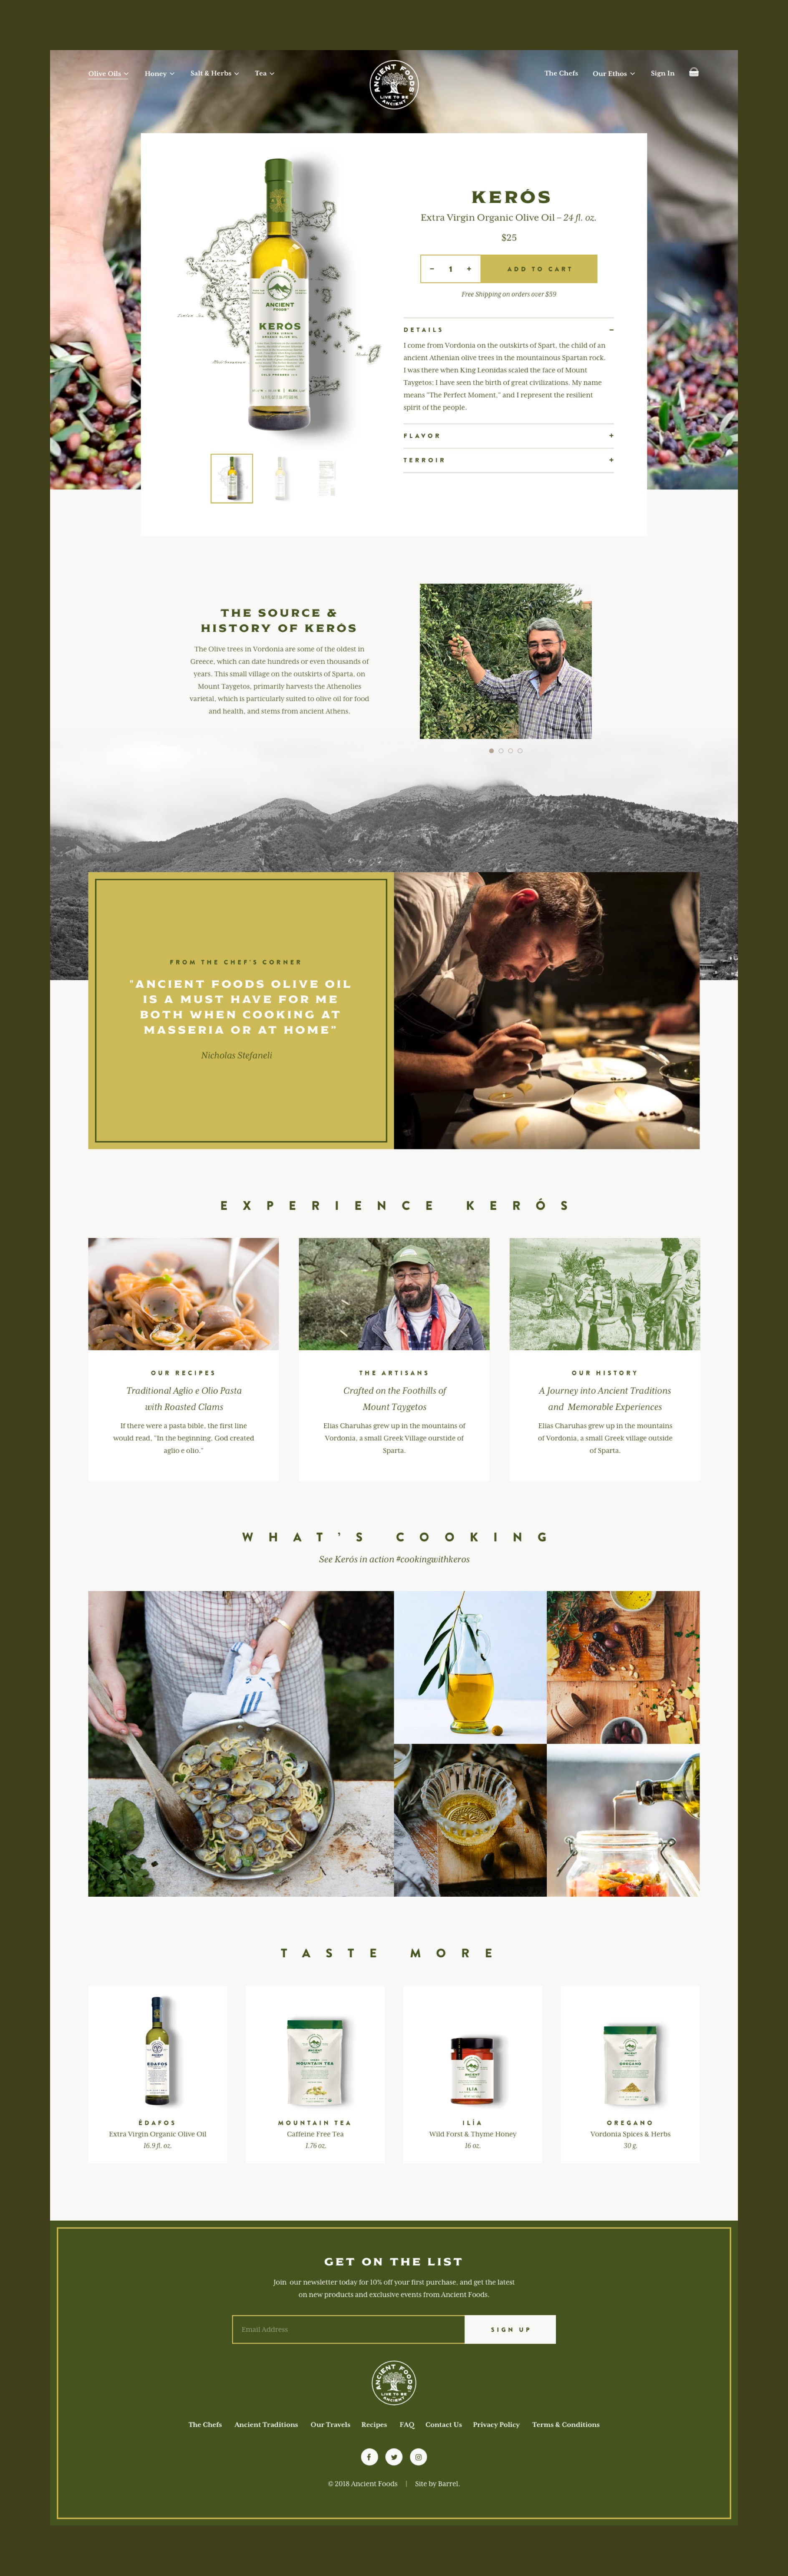 Olive Oils
Honey
Salt & Herbs
Tea
ANCIENT FOODS
LIVE TO BE
ANCIENT
The Chefs
Our Ethos
Sign In
ANCIENT
FOODS
KERÓS
EXTRA VIRGIN
ORGANIC OLIVE OIL
KERÓS
Extra Virgin Organic Olive Oil – 24 fl. oz.
$25
– 1 +
ADD TO CART
Free Shipping on orders over $59
DETAILS –
I come from Vordonia on the outskirts of Spart, the child of an
ancient Athenian olive trees in the mountainous Spartan rock.
I was there when King Leonidas scaled the face of Mount
Taygetos; I have seen the birth of great civilizations. My name
means "The Perfect Moment," and I represent the resilient
spirit of the people.
FLAVOR +
TERROIR +
THE SOURCE &
HISTORY OF KERÓS
The Olive trees in Vordonia are some of the oldest in
Greece, which can date hundreds or even thousands of
years. This small village on the outskirts of Sparta, on
Mount Taygetos, primarily harvests the Athenolies
varietal, which is particularly suited to olive oil for food
and health, and stems from ancient Athens.
FROM THE CHEF'S CORNER
"ANCIENT FOODS OLIVE OIL
IS A MUST HAVE FOR ME
BOTH WHEN COOKING AT
MASSERIA OR AT HOME"
Nicholas Stefaneli
EXPERIENCE KERÓS
OUR RECIPES
Traditional Aglio e Olio Pasta
with Roasted Clams
If there were a pasta bible, the first line
would read, "In the beginning, God created
aglio e olio."
THE ARTISANS
Crafted on the Foothills of
Mount Taygetos
Elias Charuhas grew up in the mountains of
Vordonia, a small Greek Village ourstide of
Sparta.
OUR HISTORY
A Journey into Ancient Traditions
and Memorable Experiences
Elias Charuhas grew up in the mountains
of Vordonia, a small Greek village outside
of Sparta.
WHAT'S COOKING
See Kerós in action #cookingwithkeros
TASTE MORE
EDAFOS
ÉDAFOS
Extra Virgin Organic Olive Oil
16.9 fl. oz.
MOUNTAIN TEA
MOUNTAIN TEA
Caffeine Free Tea
1.76 oz.
ILIA
ILÍA
Wild Forst & Thyme Honey
16 oz.
OREGANO
OREGANO
Vordonia Spices & Herbs
30 g.
GET ON THE LIST
Join our newsletter today for 10% off your first purchase, and get the latest
on new products and exclusive events from Ancient Foods.
Email Address
SIGN UP
ANCIENT FOODS
LIVE TO BE
ANCIENT
The Chefs
Ancient Traditions
Our Travels
Recipes
FAQ
Contact Us
Privacy Policy
Terms & Conditions
© 2018 Ancient Foods | Site by Barrel.